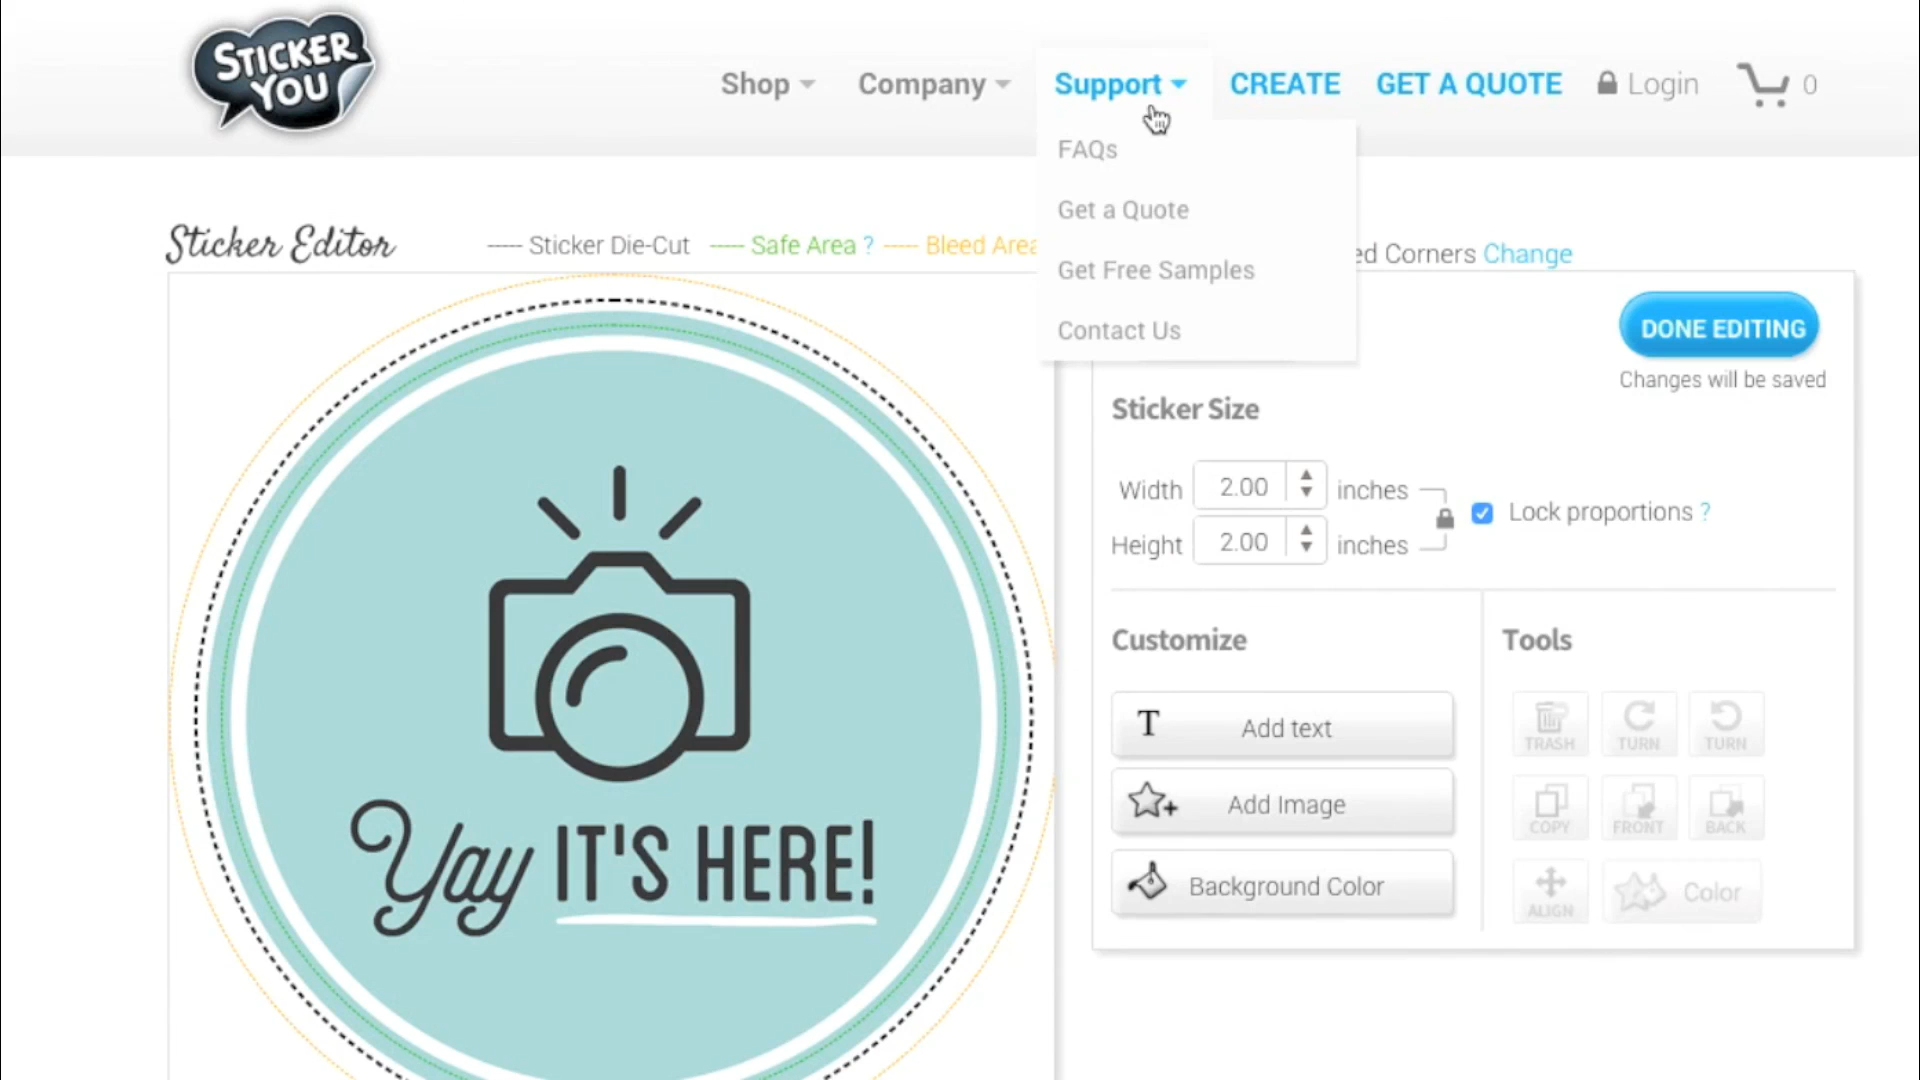 STICKER
YOU
Shop
Company
Support
CREATE
GET A QUOTE
Login
0
FAQs
Get a Quote
Get Free Samples
Contact Us
Sticker Editor
----- Sticker Die-Cut ----- Safe Area ? ----- Bleed Area
ed Corners Change
DONE EDITING
Changes will be saved
Sticker Size
Width 2.00 inches
Height 2.00 inches
Lock proportions ?
Customize
T Add text
Add Image
Background Color
Tools
TRASH TURN TURN
COPY FRONT BACK
ALIGN Color
Yay IT'S HERE!